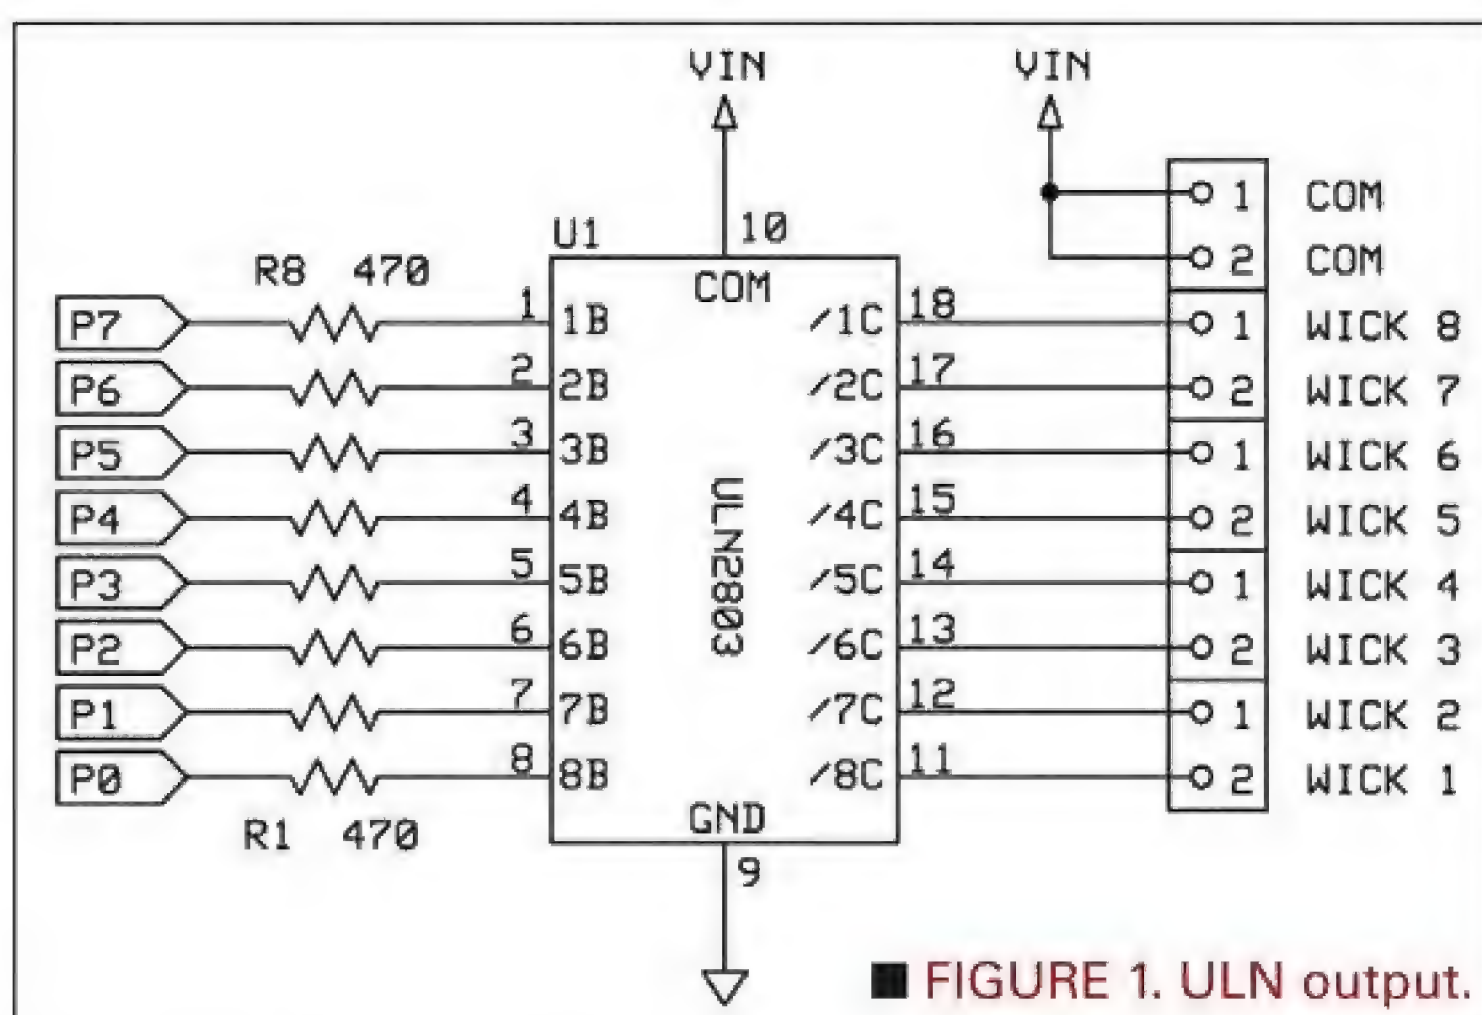 VIN VIN
1 COM
U1 10
R8 470 COM 2 COM
P7 1 1B /1C 18 1 WICK 8
P6 2 2B /2C 17 2 WICK 7
P5 3 3B /3C 16 1 WICK 6
P4 4 4B /4C 15 2 WICK 5
ULN2803
P3 5 5B /5C 14 1 WICK 4
P2 6 6B /6C 13 2 WICK 3
P1 7 7B /7C 12 1 WICK 2
P0 8 8B /8C 11 2 WICK 1
R1 470 GND
9
■ FIGURE 1. ULN output.